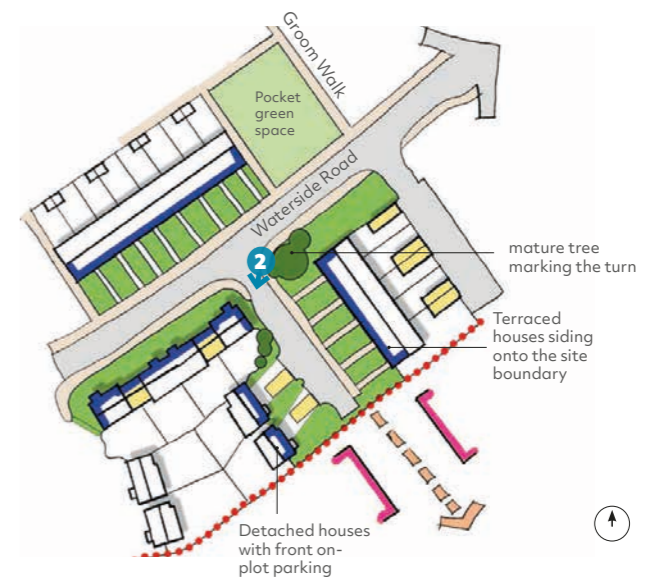 Groom Walk
Pocket
green
space
Waterside Road
2
mature tree
marking the turn
Terraced
houses siding
onto the site
boundary
Detached houses
with front on-
plot parking